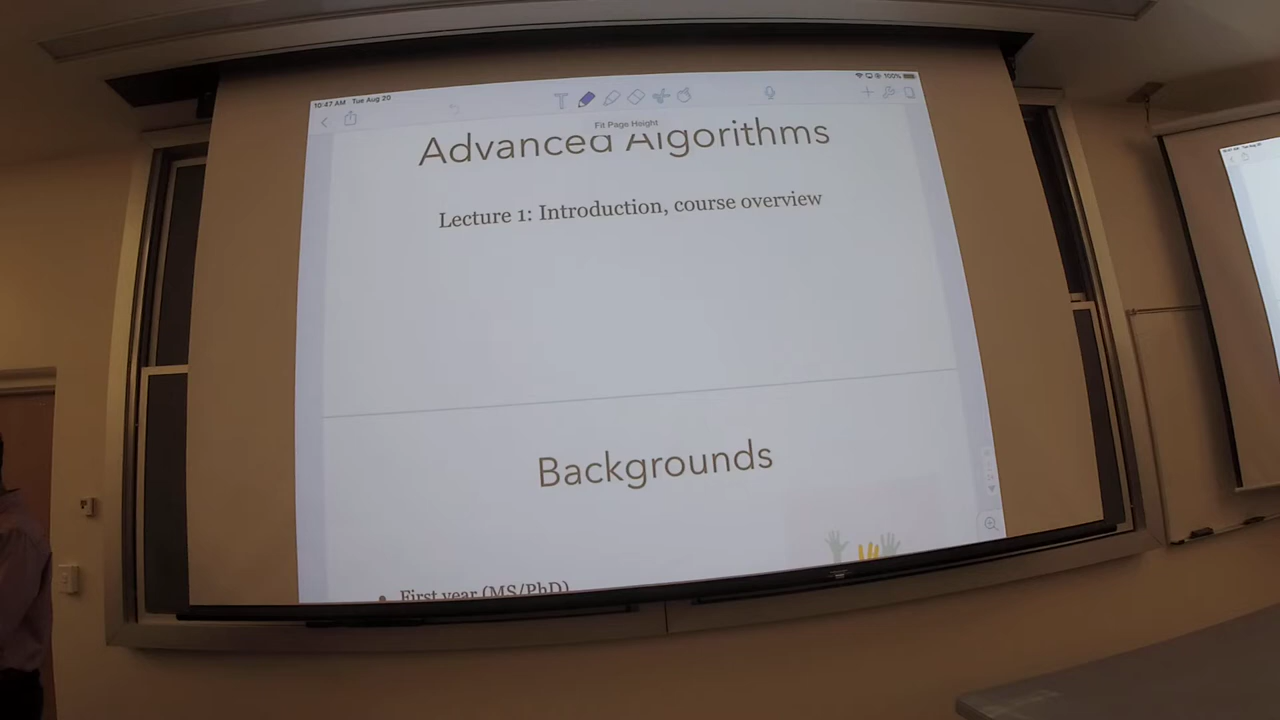 10:47 AM Tue Aug 20
100%
Fit Page Height
Advanced Algorithms
Lecture 1: Introduction, course overview
Backgrounds
• First year (MS/PhD)